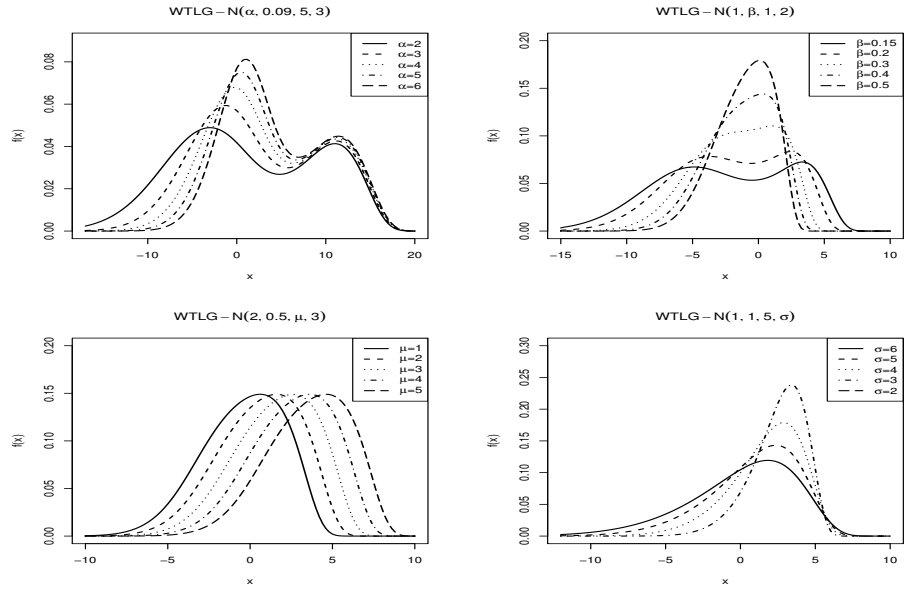 WTLG−N(α, 0.09, 5, 3)
f(x)
0.00 0.02 0.04 0.06 0.08
α=2
α=3
α=4
α=5
α=6
−10 0 10 20
x
WTLG−N(1, β, 1, 2)
f(x)
0.00 0.05 0.10 0.15 0.20
β=0.15
β=0.2
β=0.3
β=0.4
β=0.5
−15 −10 −5 0 5 10
x
WTLG−N(2, 0.5, μ, 3)
f(x)
0.00 0.05 0.10 0.15 0.20
μ=1
μ=2
μ=3
μ=4
μ=5
−10 −5 0 5 10
x
WTLG−N(1, 1, 5, σ)
f(x)
0.00 0.05 0.10 0.15 0.20 0.25 0.30
σ=6
σ=5
σ=4
σ=3
σ=2
−10 −5 0 5 10
x